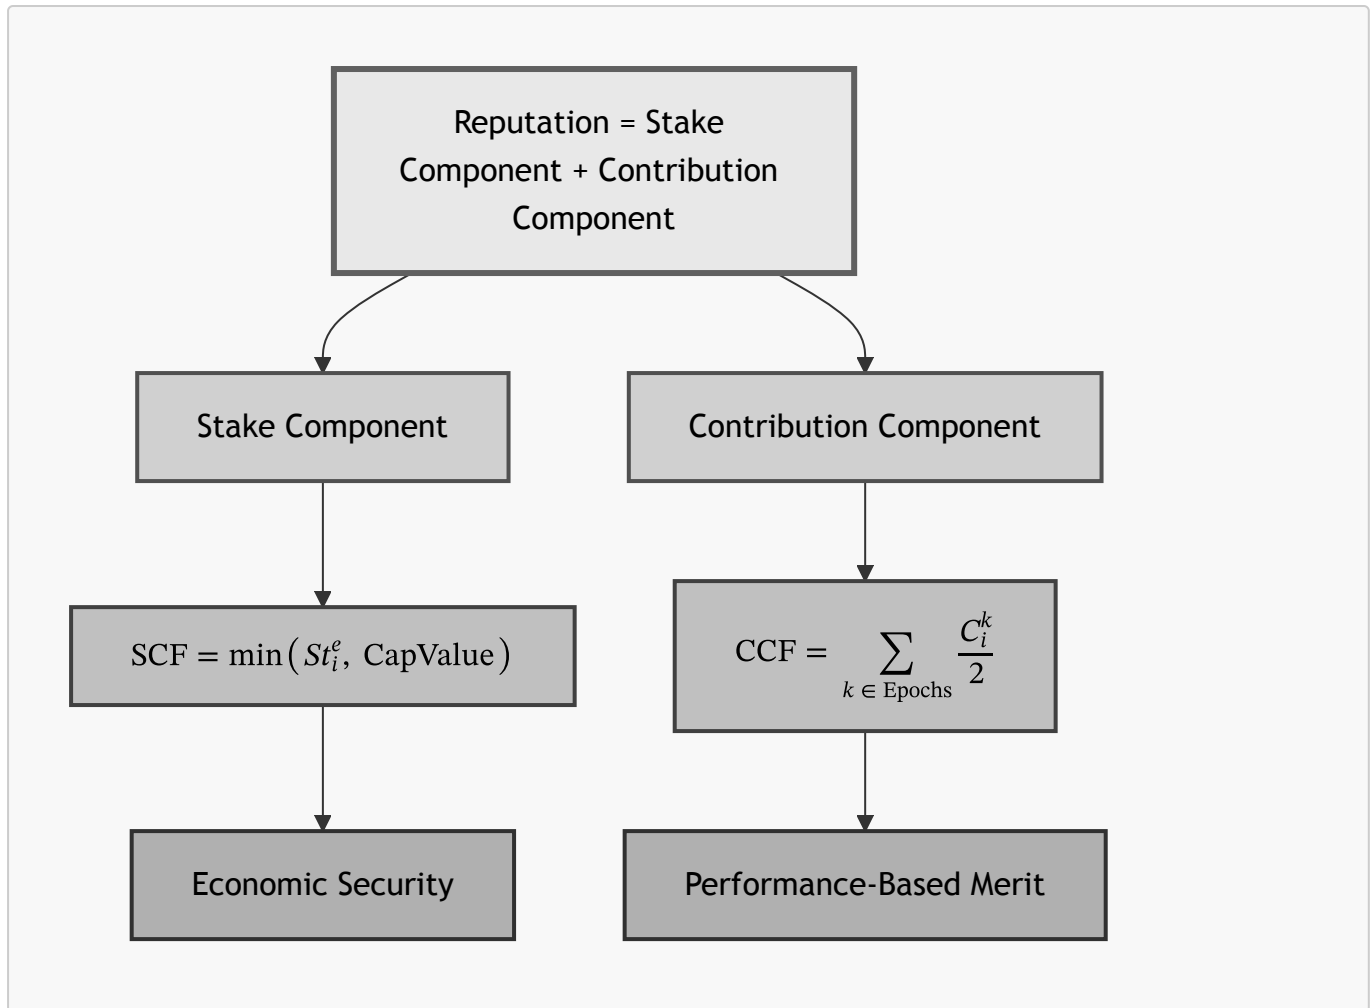 Reputation = Stake
Component + Contribution
Component
Stake Component
Contribution Component
SCF = min(St_i^e, CapValue)
CCF = ∑_{k ∈ Epochs} C_i^k / 2
Economic Security
Performance-Based Merit